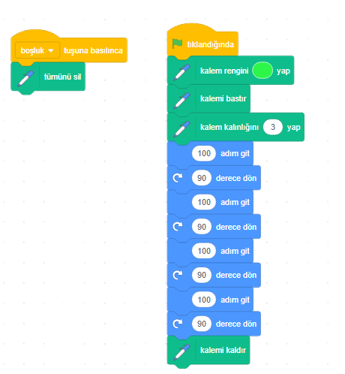 boşluk tuşuna basılınca
tümünü sil
tıklandığında
kalem rengini yap
kalemi bastır
kalem kalınlığını 3 yap
100 adım git
90 derece dön
100 adım git
90 derece dön
100 adım git
90 derece dön
100 adım git
90 derece dön
kalemi kaldır